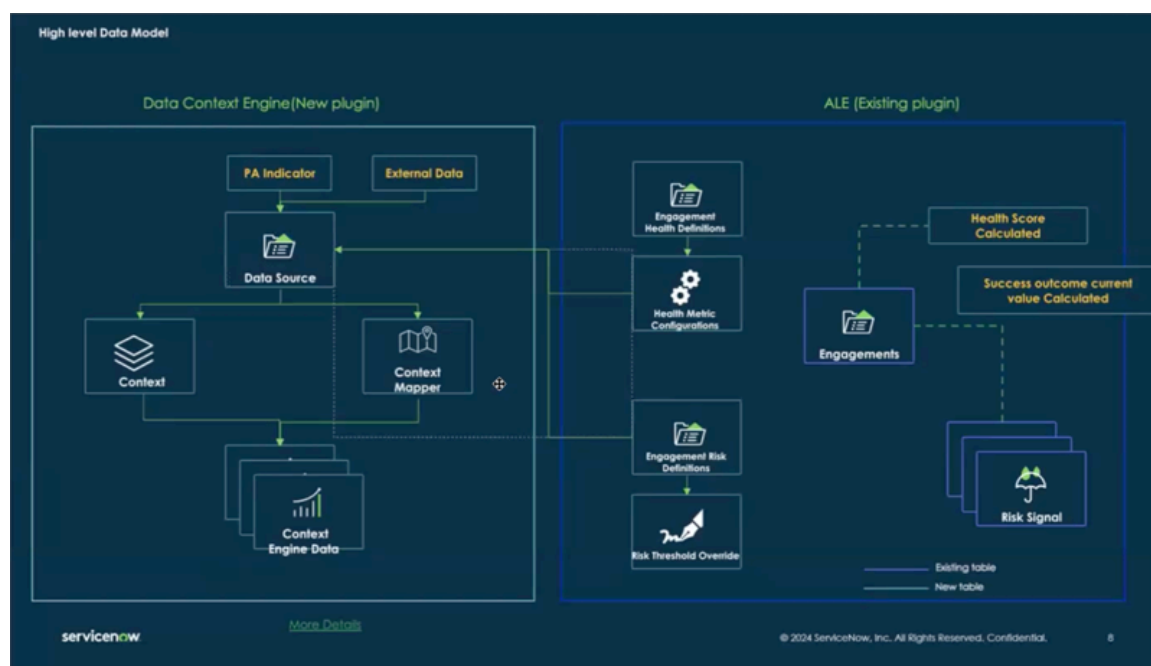 High level Data Model
Data Context Engine(New plugin)
ALE (Existing plugin)
PA Indicator
External Data
Data Source
Context
Context
Mapper
Context
Engine Data
Engagement
Health Definitions
Health Metric
Configurations
Engagement Risk
Definitions
Risk Threshold Override
Health Score
Calculated
Success outcome current
value Calculated
Engagements
Risk Signal
Existing table
New table
More Details
servicenow
© 2024 ServiceNow, Inc. All Rights Reserved. Confidential.
8